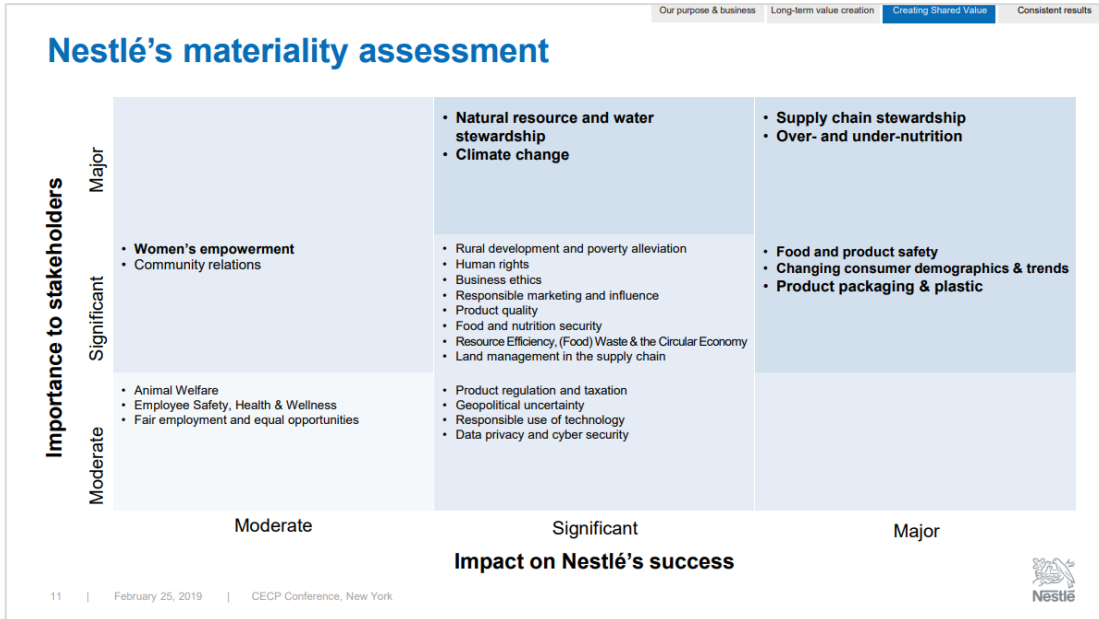 Our purpose & business
Long-term value creation
Creating Shared Value
Consistent results
Nestlé’s materiality assessment
Importance to stakeholders
Major
• Natural resource and water
stewardship
• Climate change
• Supply chain stewardship
• Over- and under-nutrition
Significant
• Women’s empowerment
• Community relations
• Rural development and poverty alleviation
• Human rights
• Business ethics
• Responsible marketing and influence
• Product quality
• Food and nutrition security
• Resource Efficiency, (Food) Waste & the Circular Economy
• Land management in the supply chain
• Food and product safety
• Changing consumer demographics & trends
• Product packaging & plastic
Moderate
• Animal Welfare
• Employee Safety, Health & Wellness
• Fair employment and equal opportunities
• Product regulation and taxation
• Geopolitical uncertainty
• Responsible use of technology
• Data privacy and cyber security
Moderate
Significant
Major
Impact on Nestlé’s success
11 | February 25, 2019 | CECP Conference, New York
Nestlé